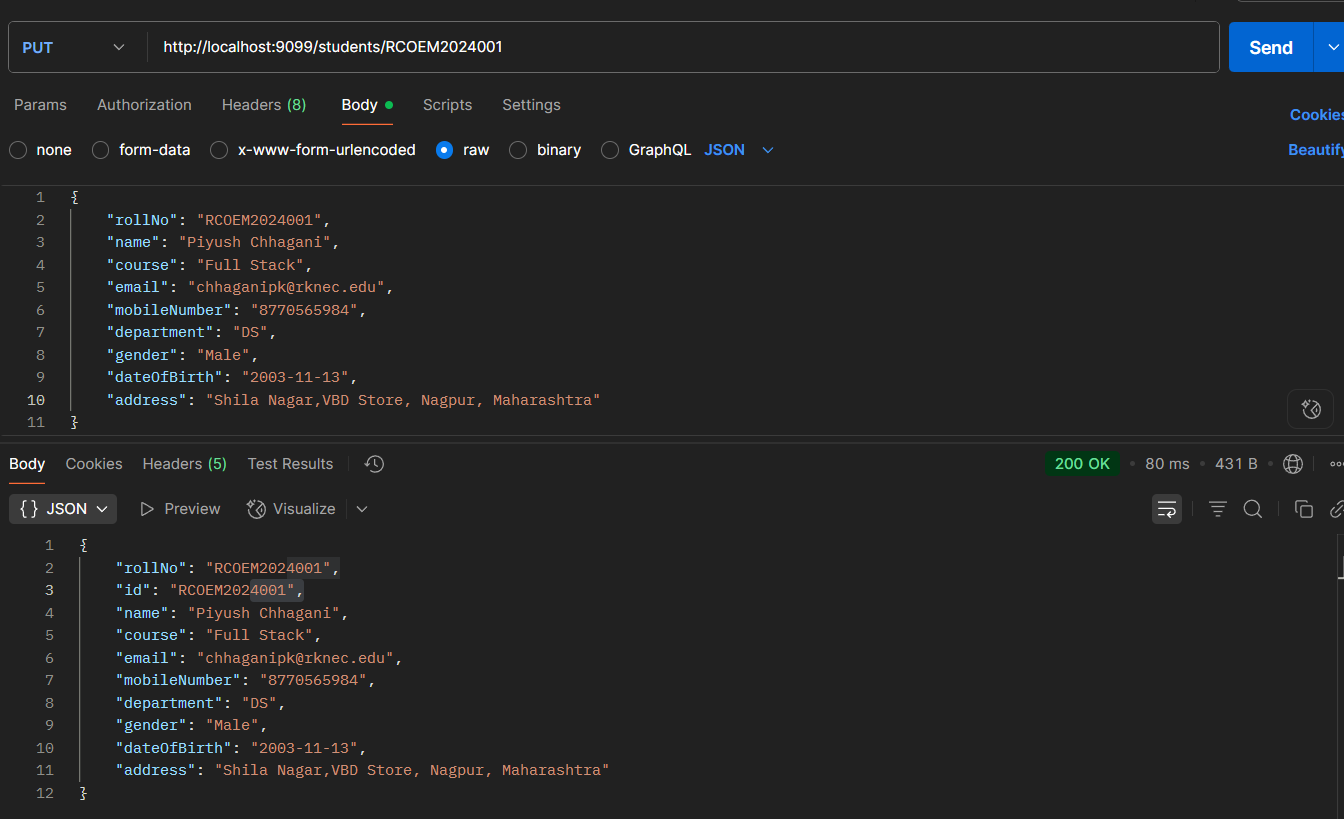 PUT http://localhost:9099/students/RCOEM2024001 Send
Params Authorization Headers (8) Body Scripts Settings
Cookies
none form-data x-www-form-urlencoded raw binary GraphQL JSON
Beautify
1 {
2 "rollNo": "RCOEM2024001",
3 "name": "Piyush Chhagani",
4 "course": "Full Stack",
5 "email": "chhaganipk@rknec.edu",
6 "mobileNumber": "8770565984",
7 "department": "DS",
8 "gender": "Male",
9 "dateOfBirth": "2003-11-13",
10 "address": "Shila Nagar,VBD Store, Nagpur, Maharashtra"
11 }
Body Cookies Headers (5) Test Results 200 OK • 80 ms • 431 B •
{} JSON Preview Visualize
1 {
2 "rollNo": "RCOEM2024001",
3 "id": "RCOEM2024001",
4 "name": "Piyush Chhagani",
5 "course": "Full Stack",
6 "email": "chhaganipk@rknec.edu",
7 "mobileNumber": "8770565984",
8 "department": "DS",
9 "gender": "Male",
10 "dateOfBirth": "2003-11-13",
11 "address": "Shila Nagar,VBD Store, Nagpur, Maharashtra"
12 }